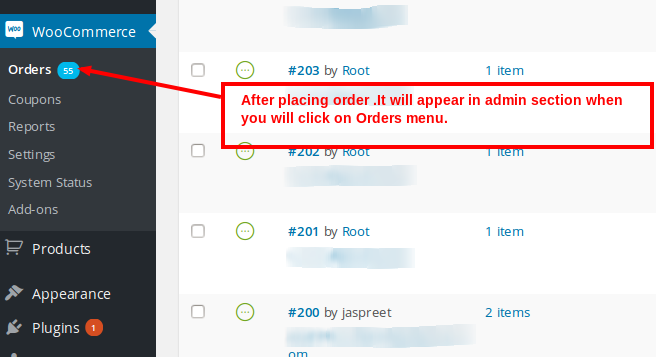 Woo
WooCommerce
Orders 55
Coupons
Reports
Settings
System Status
Add-ons
Products
Appearance
Plugins 1
#203 by Root 1 item
After placing order .It will appear in admin section when
you will click on Orders menu.
#202 by Root 1 item
#201 by Root 1 item
#200 by jaspreet 2 items
om